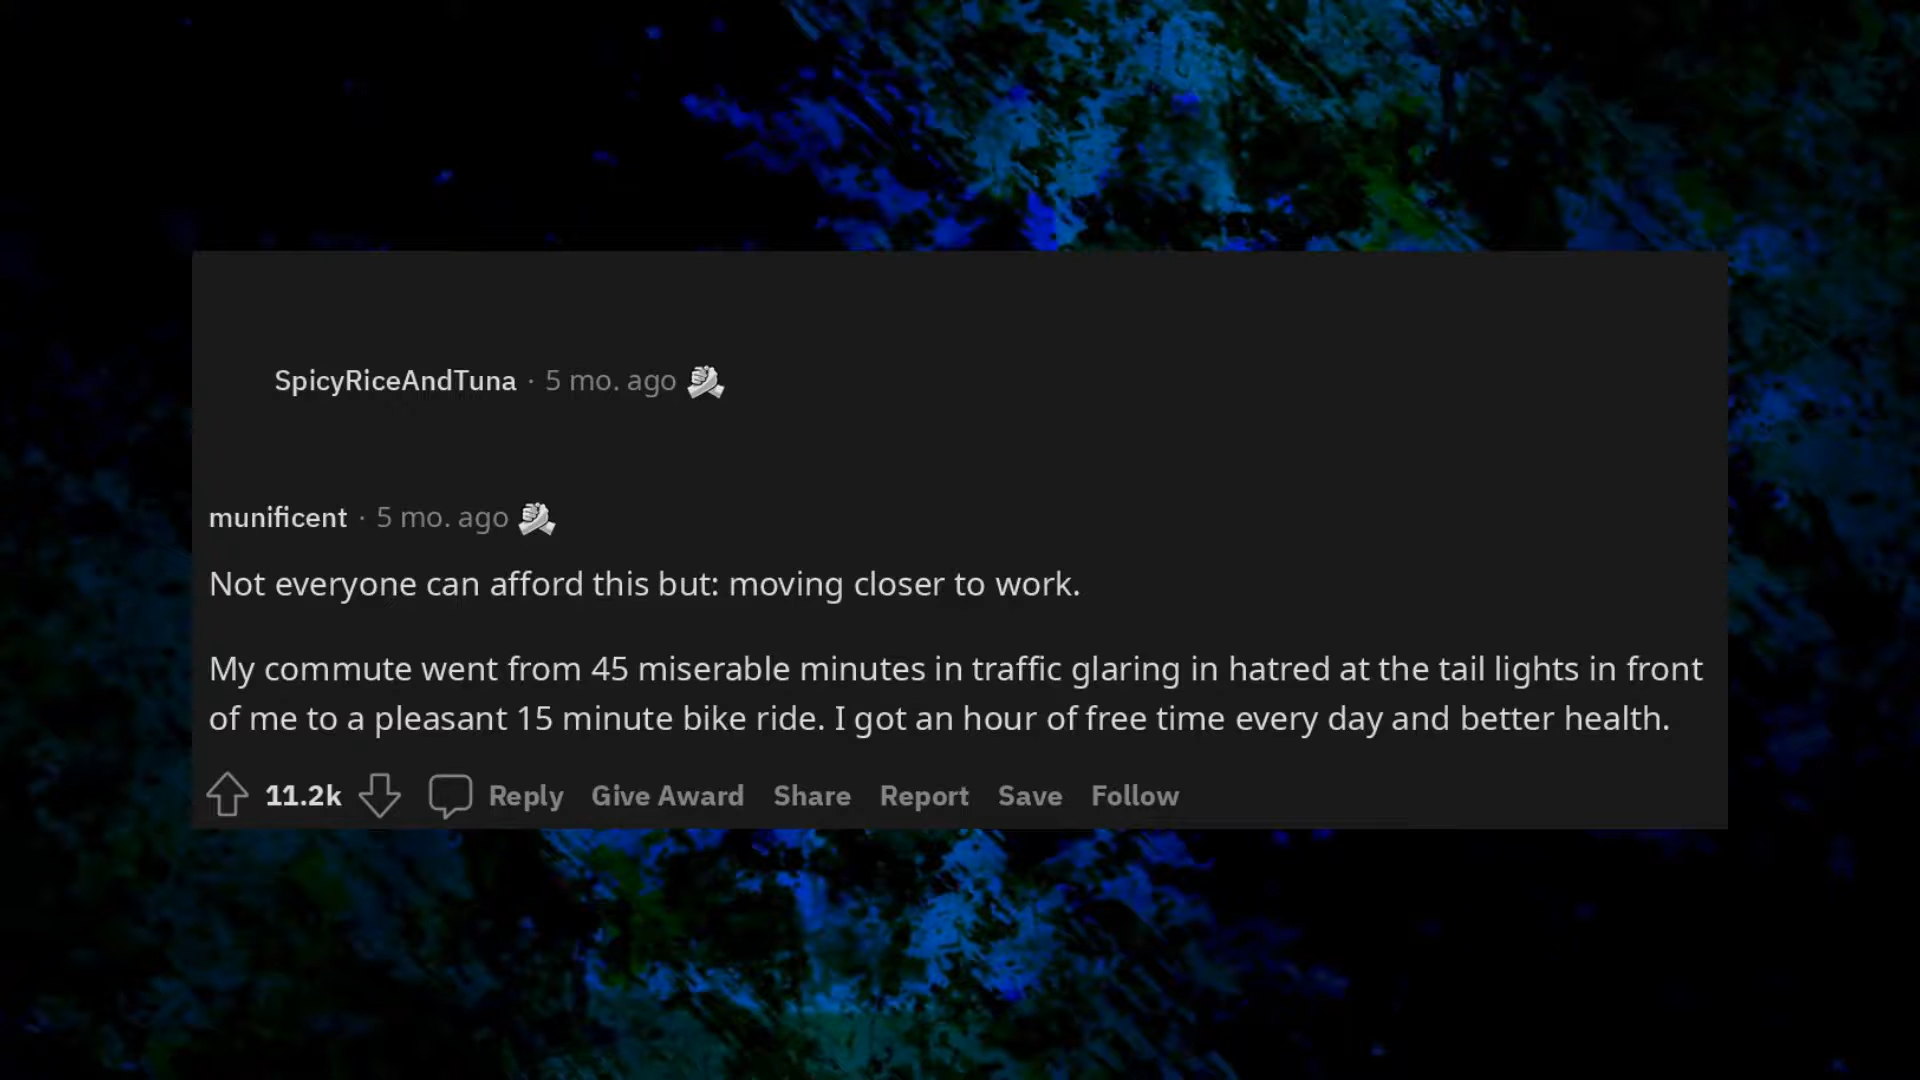 SpicyRiceAndTuna · 5 mo. ago
munificent · 5 mo. ago
Not everyone can afford this but: moving closer to work.
My commute went from 45 miserable minutes in traffic glaring in hatred at the tail lights in front
of me to a pleasant 15 minute bike ride. I got an hour of free time every day and better health.
11.2k Reply Give Award Share Report Save Follow